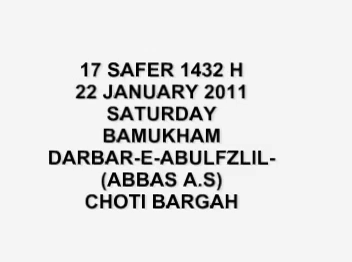 17 SAFER 1432 H
22 JANUARY 2011
SATURDAY
BAMUKHAM
DARBAR-E-ABULFZLIL-
(ABBAS A.S)
CHOTI BARGAH